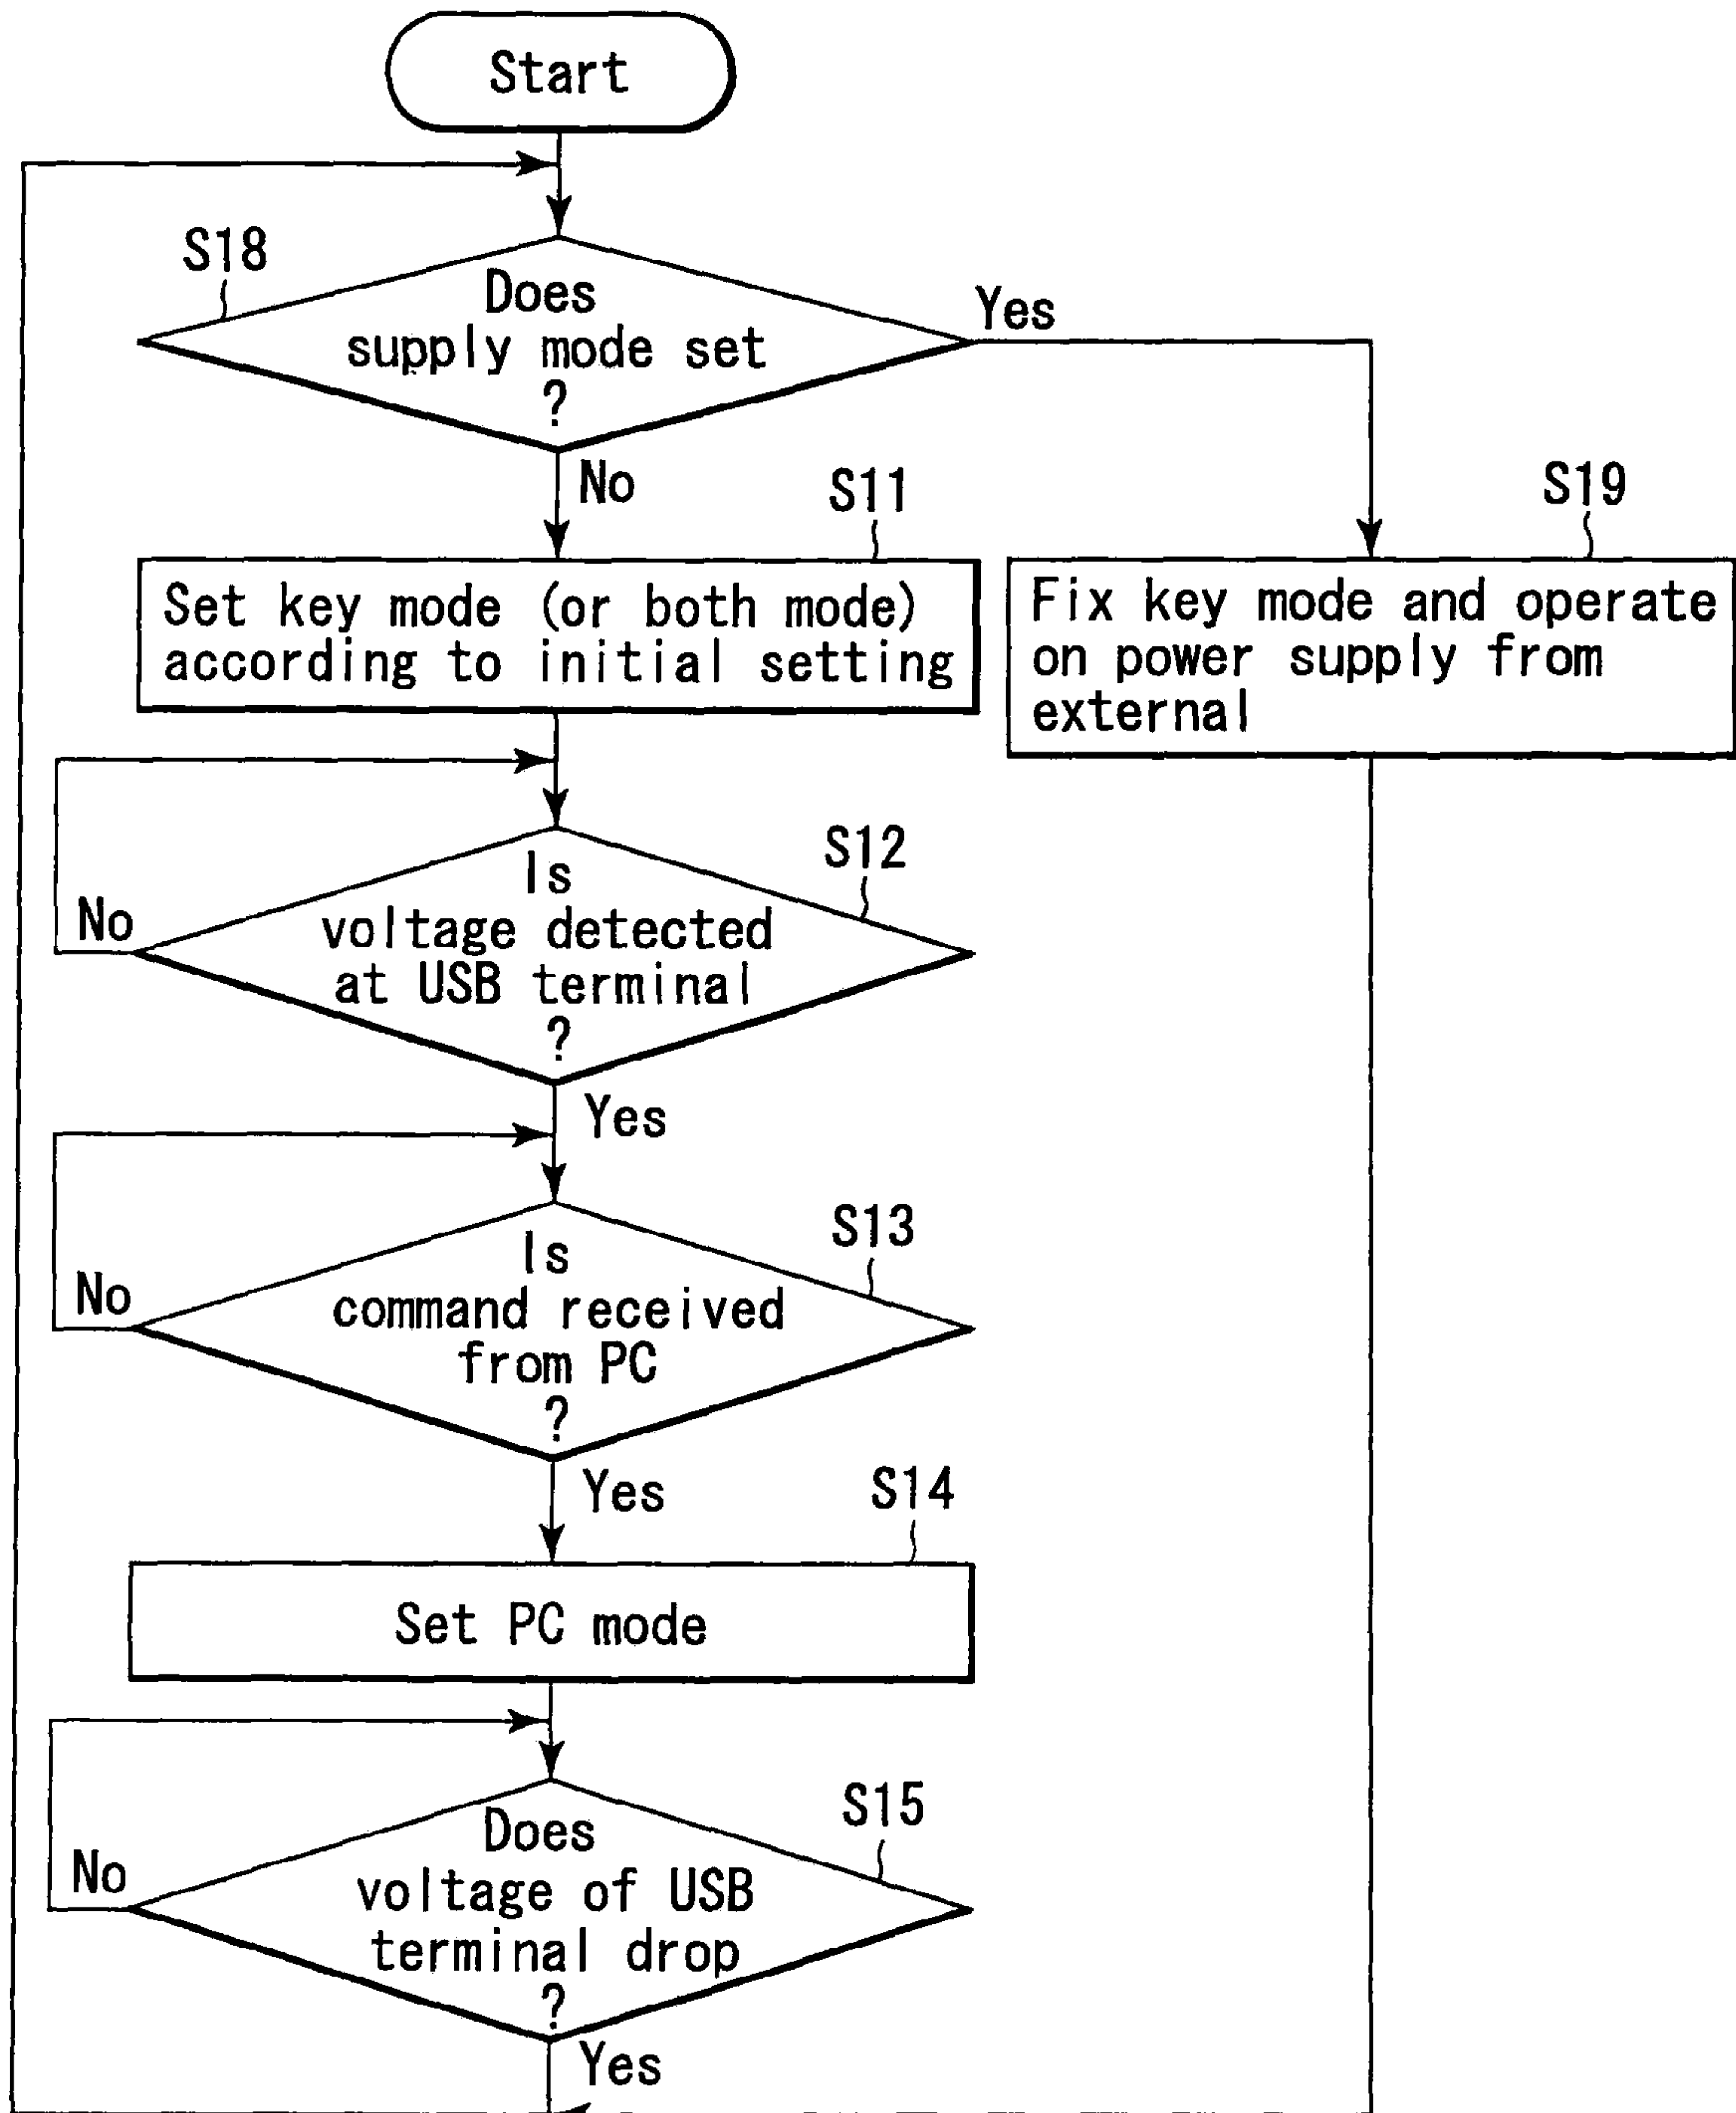 Start
S18
Does
supply mode set
?
Yes
No
S11
S19
Set key mode (or both mode)
according to initial setting
Fix key mode and operate
on power supply from
external
S12
Is
voltage detected
at USB terminal
?
No
Yes
S13
Is
command received
from PC
?
No
Yes
S14
Set PC mode
S15
Does
voltage of USB
terminal drop
?
No
Yes